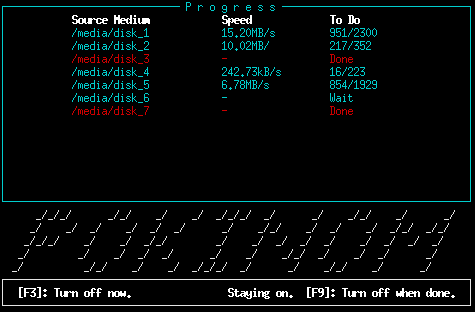 Progress
Source Medium Speed To Do
/media/disk_1 15.20MB/s 951/2300
/media/disk_2 10.02MB/ 217/352
/media/disk_3 - Done
/media/disk_4 242.73kB/s 16/223
/media/disk_5 6.78MB/s 854/1929
/media/disk_6 - Wait
/media/disk_7 - Done
POKINOM
[F3]: Turn off now. Staying on. [F9]: Turn off when done.